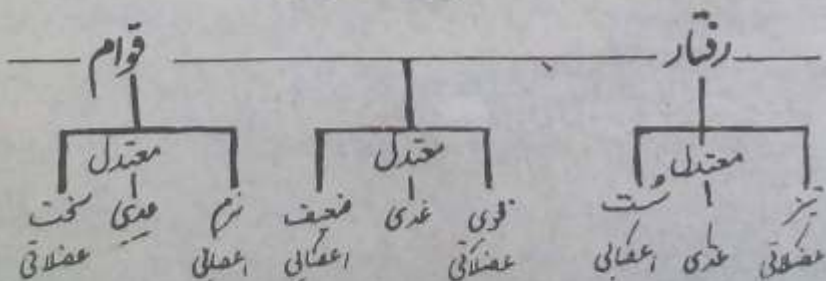 رفتار قوام
معتدل معتدل معتدل
تیز سُست قوی غدی ضعیف نرم غدی سخت
عضلاتی غدی اعصابی عضلاتی اعصابی اعصابی عضلاتی